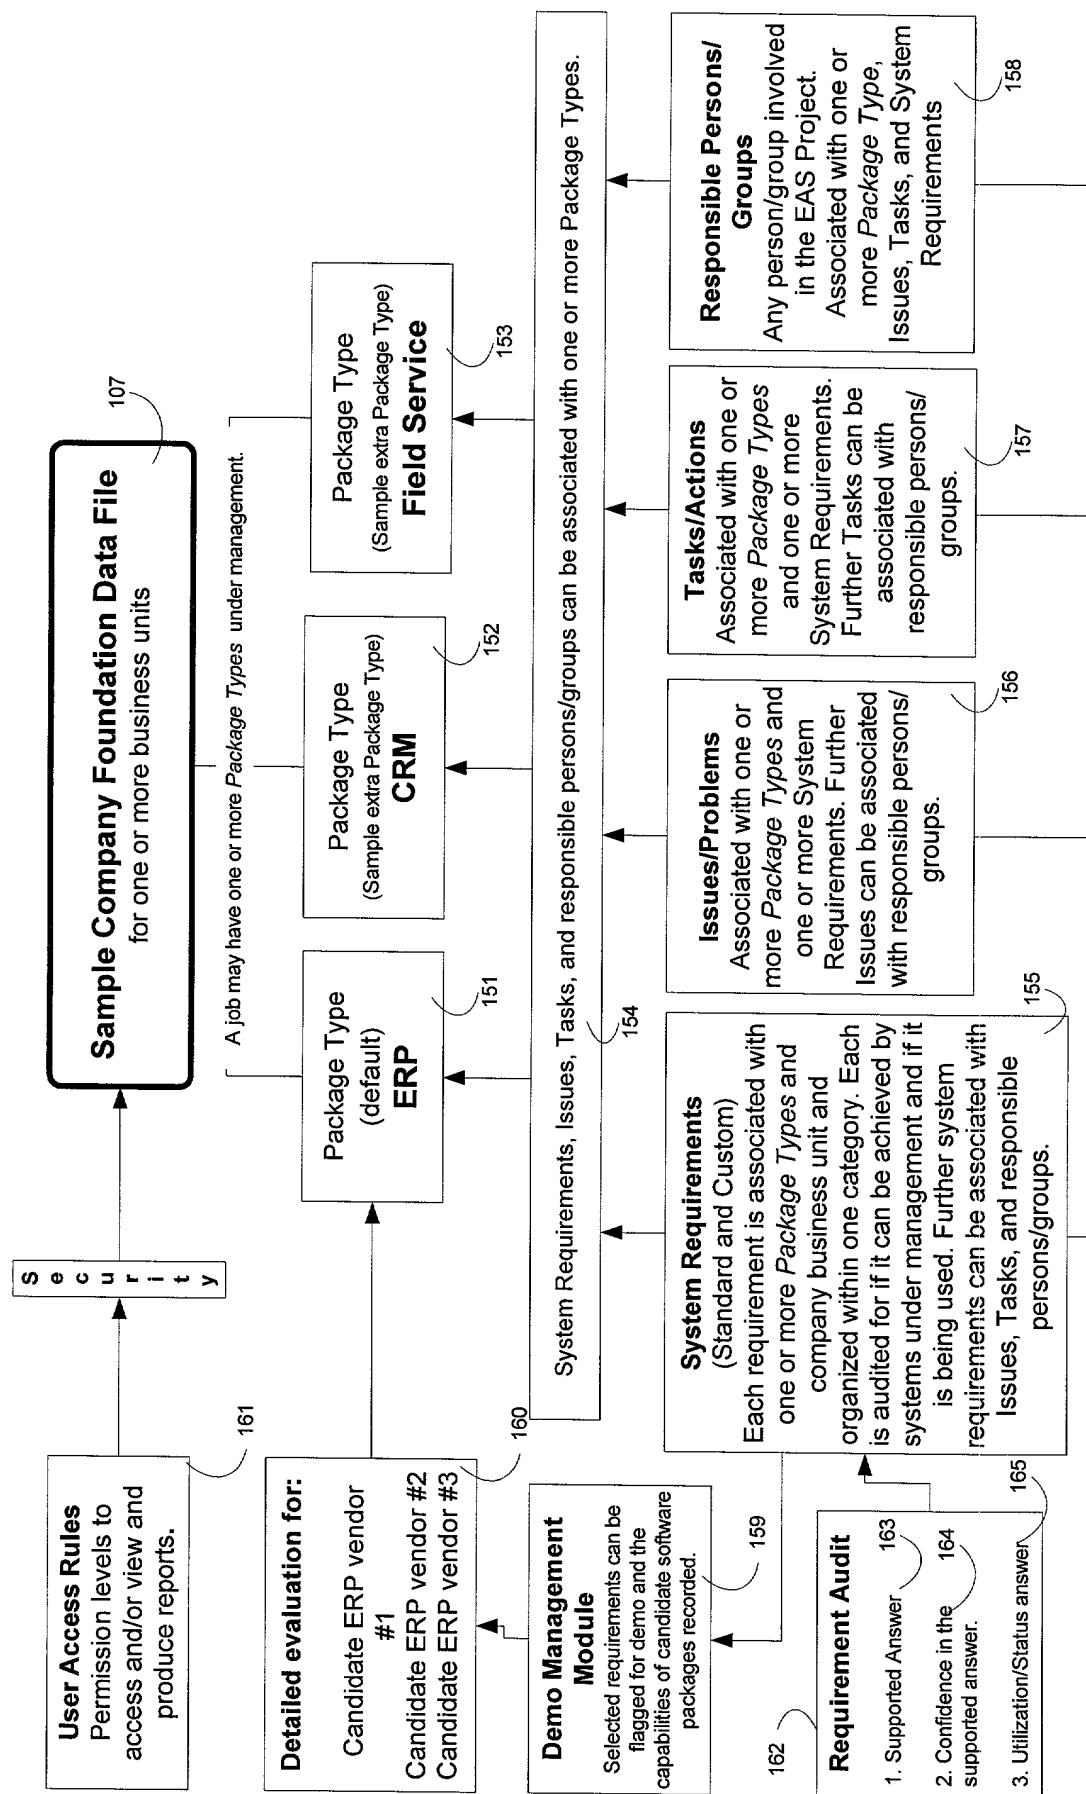 User Access Rules
Permission levels to
access and/or view and
produce reports.
161
S
e
c
u
r
i
t
y
Sample Company Foundation Data File
for one or more business units
107
A job may have one or more Package Types under management.
Detailed evaluation for:
Candidate ERP vendor
#1
Candidate ERP vendor #2
Candidate ERP vendor #3
160
Package Type
(default)
ERP
151
Package Type
(Sample extra Package Type)
CRM
152
Package Type
(Sample extra Package Type)
Field Service
153
System Requirements, Issues, Tasks, and responsible persons/groups can be associated with one or more Package Types.
154
Demo Management
Module
Selected requirements can be
flagged for demo and the
capabilities of candidate software
packages recorded.
159
System Requirements
(Standard and Custom)
Each requirement is associated with
one or more Package Types and
company business unit and
organized within one category. Each
is audited for if it can be achieved by
systems under management and if it
is being used. Further system
requirements can be associated with
Issues, Tasks, and responsible
persons/groups.
155
Issues/Problems
Associated with one or
more Package Types and
one or more System
Requirements. Further
Issues can be associated
with responsible persons/
groups.
156
Tasks/Actions
Associated with one or
more Package Types
and one or more
System Requirements.
Further Tasks can be
associated with
responsible persons/
groups.
157
Responsible Persons/
Groups
Any person/group involved
in the EAS Project.
Associated with one or
more Package Type,
Issues, Tasks, and System
Requirements
158
162
Requirement Audit
1. Supported Answer
163
2. Confidence in the
supported answer.
164
3. Utilization/Status answer
165